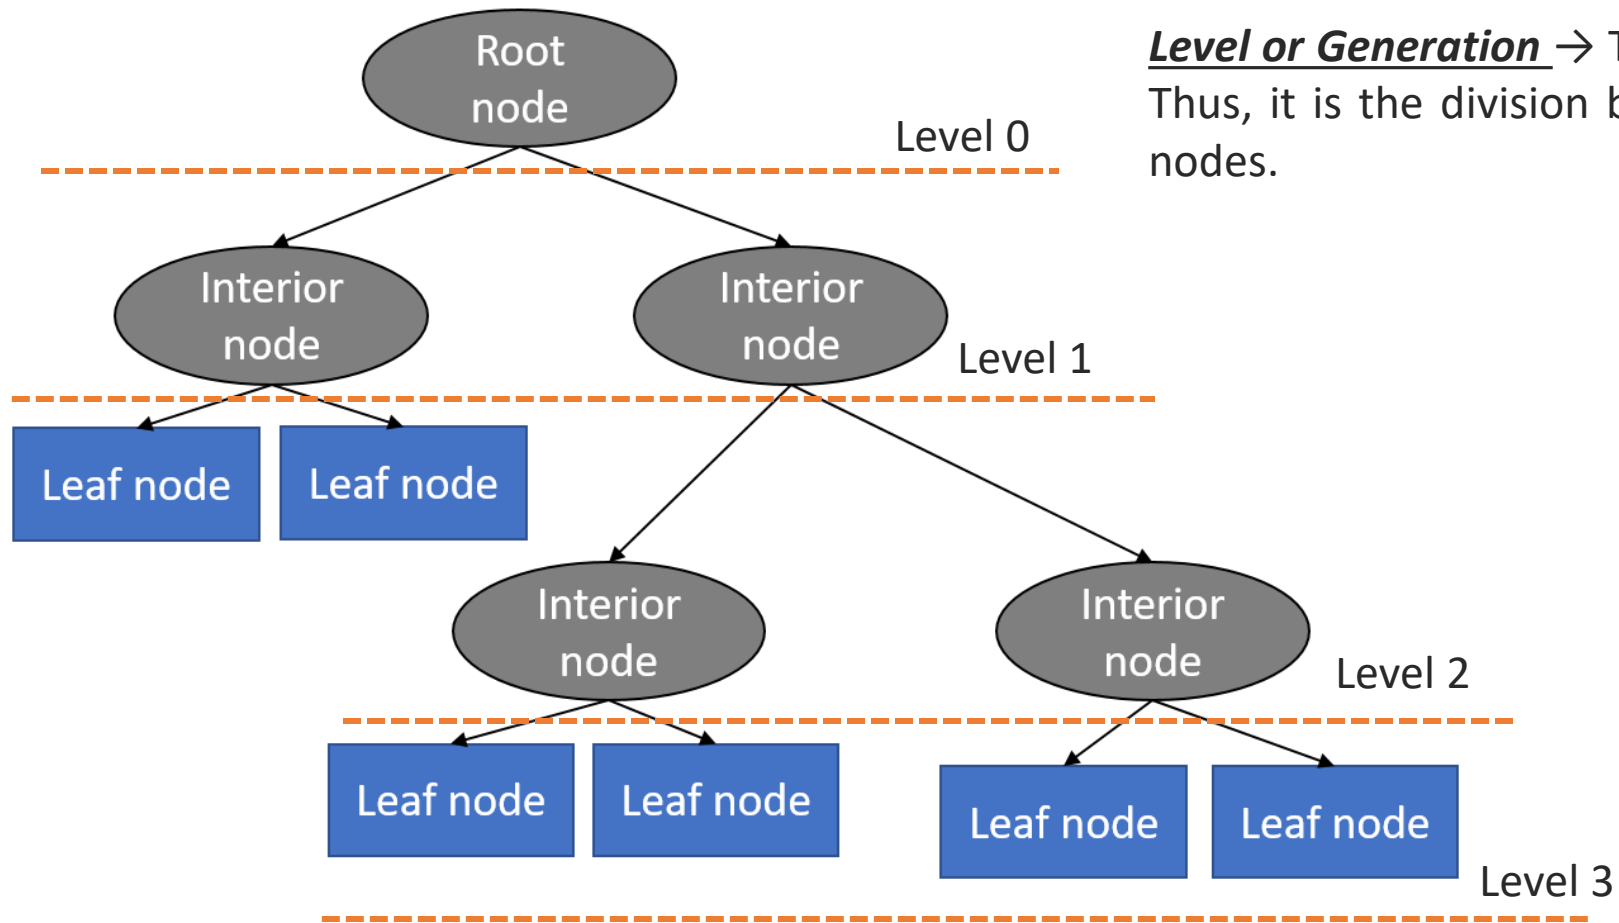 Root
node
Level or Generation → T
Thus, it is the division b
nodes.
Level 0
Interior
node
Interior
node
Level 1
Leaf node
Leaf node
Interior
node
Interior
node
Level 2
Leaf node
Leaf node
Leaf node
Leaf node
Level 3